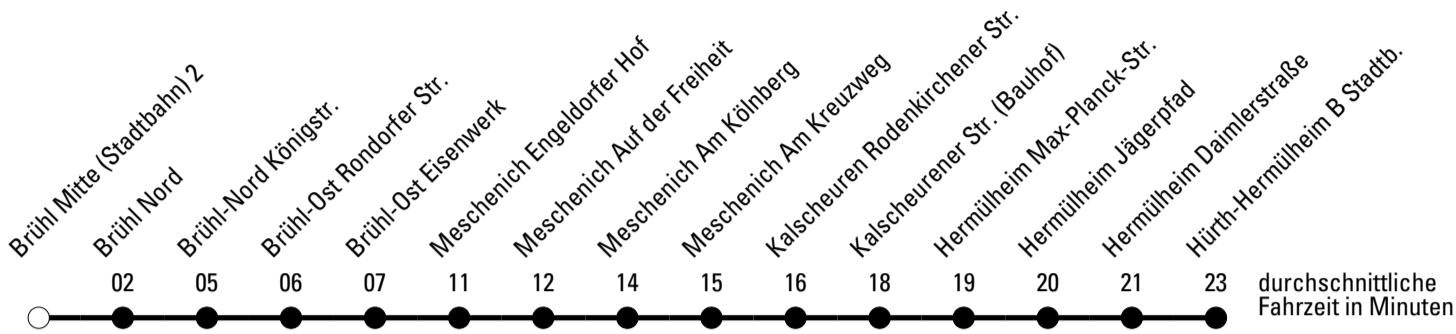 Brühl Mitte (Stadtbahn) 2
Brühl Nord
Brühl-Nord Königstr.
Brühl-Ost Rondorfer Str.
Brühl-Ost Eisenwerk
Meschenich Engeldorfer Hof
Meschenich Auf der Freiheit
Meschenich Am Kölnberg
Meschenich Am Kreuzweg
Kalscheuren Rodenkirchener Str.
Kalscheurener Str. (Bauhof)
Hermülheim Max-Planck-Str.
Hermülheim Jägerpfad
Hermülheim Daimlerstraße
Hürth-Hermülheim B Stadtb.
02 05 06 07 11 12 14 15 16 18 19 20 21 23
durchschnittliche
Fahrzeit in Minuten